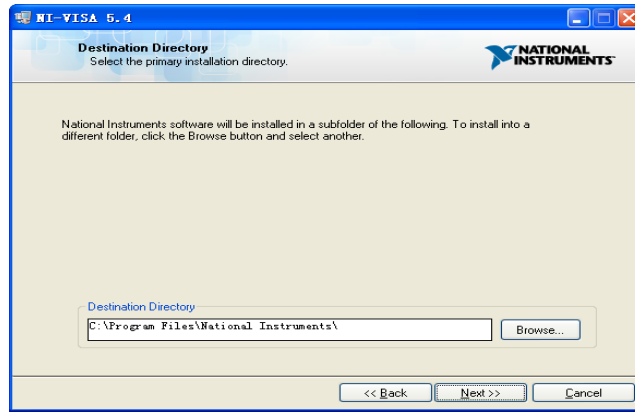 NI-VISA 5.4
Destination Directory
Select the primary installation directory.
NATIONAL
INSTRUMENTS
National Instruments software will be installed in a subfolder of the following. To install into a
different folder, click the Browse button and select another.
Destination Directory
C:\Program Files\National Instruments\
Browse...
<< Back
Next >>
Cancel